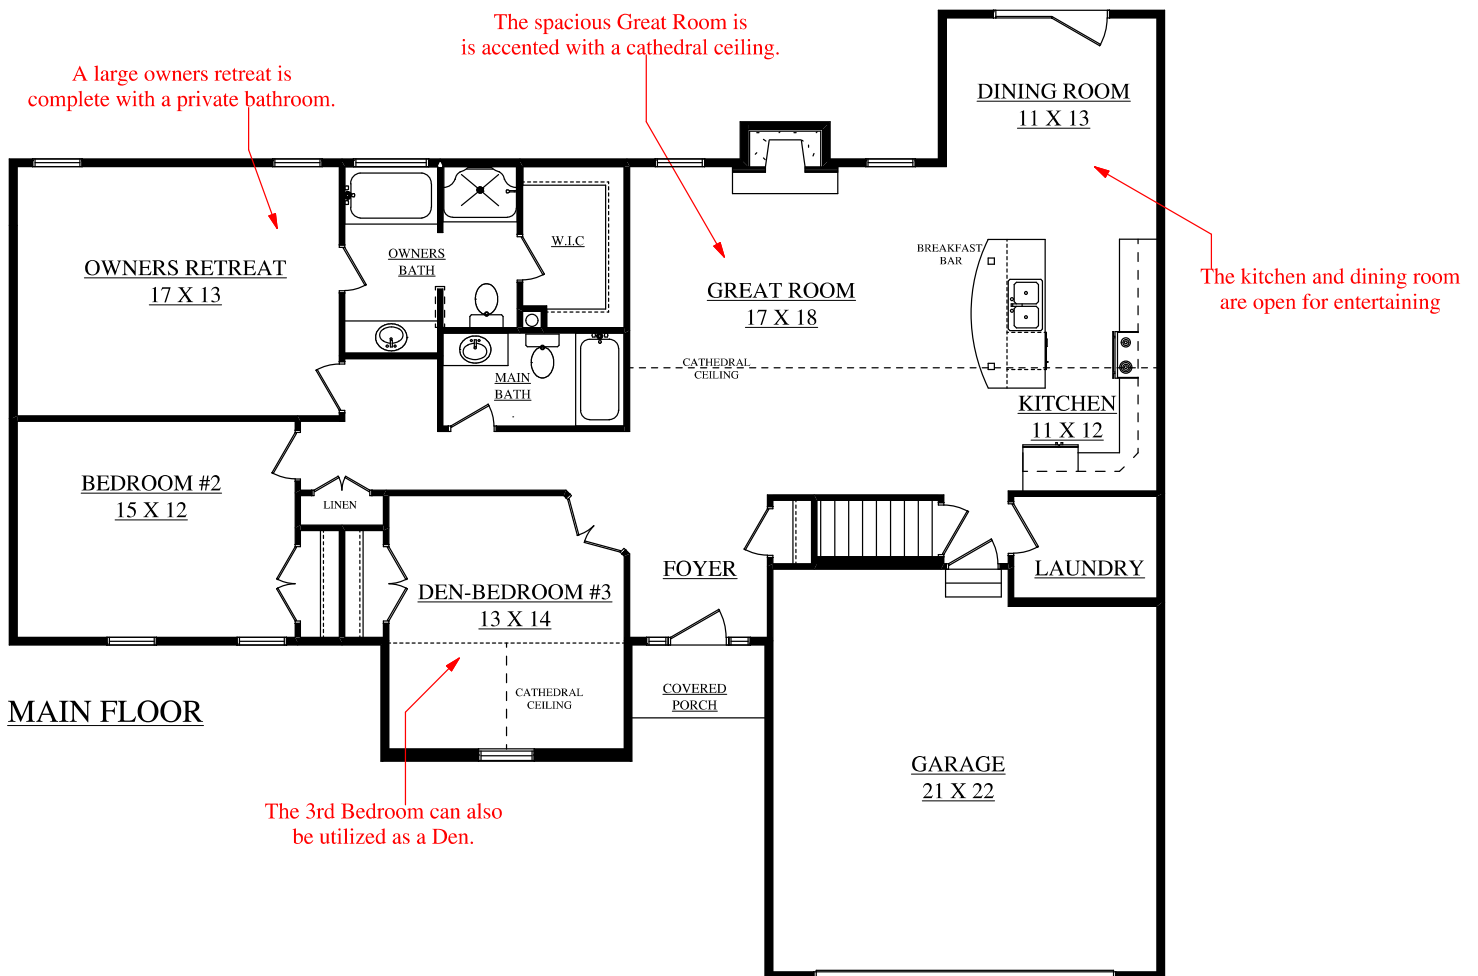 The spacious Great Room is
is accented with a cathedral ceiling.
A large owners retreat is
complete with a private bathroom.
DINING ROOM
11 X 13
OWNERS RETREAT
17 X 13
OWNERS
BATH
W.I.C
GREAT ROOM
17 X 18
BREAKFAST
BAR
The kitchen and dining room
are open for entertaining
CATHEDRAL
CEILING
MAIN
BATH
KITCHEN
11 X 12
BEDROOM #2
15 X 12
LINEN
DEN-BEDROOM #3
13 X 14
FOYER
LAUNDRY
CATHEDRAL
CEILING
COVERED
PORCH
MAIN FLOOR
GARAGE
21 X 22
The 3rd Bedroom can also
be utilized as a Den.